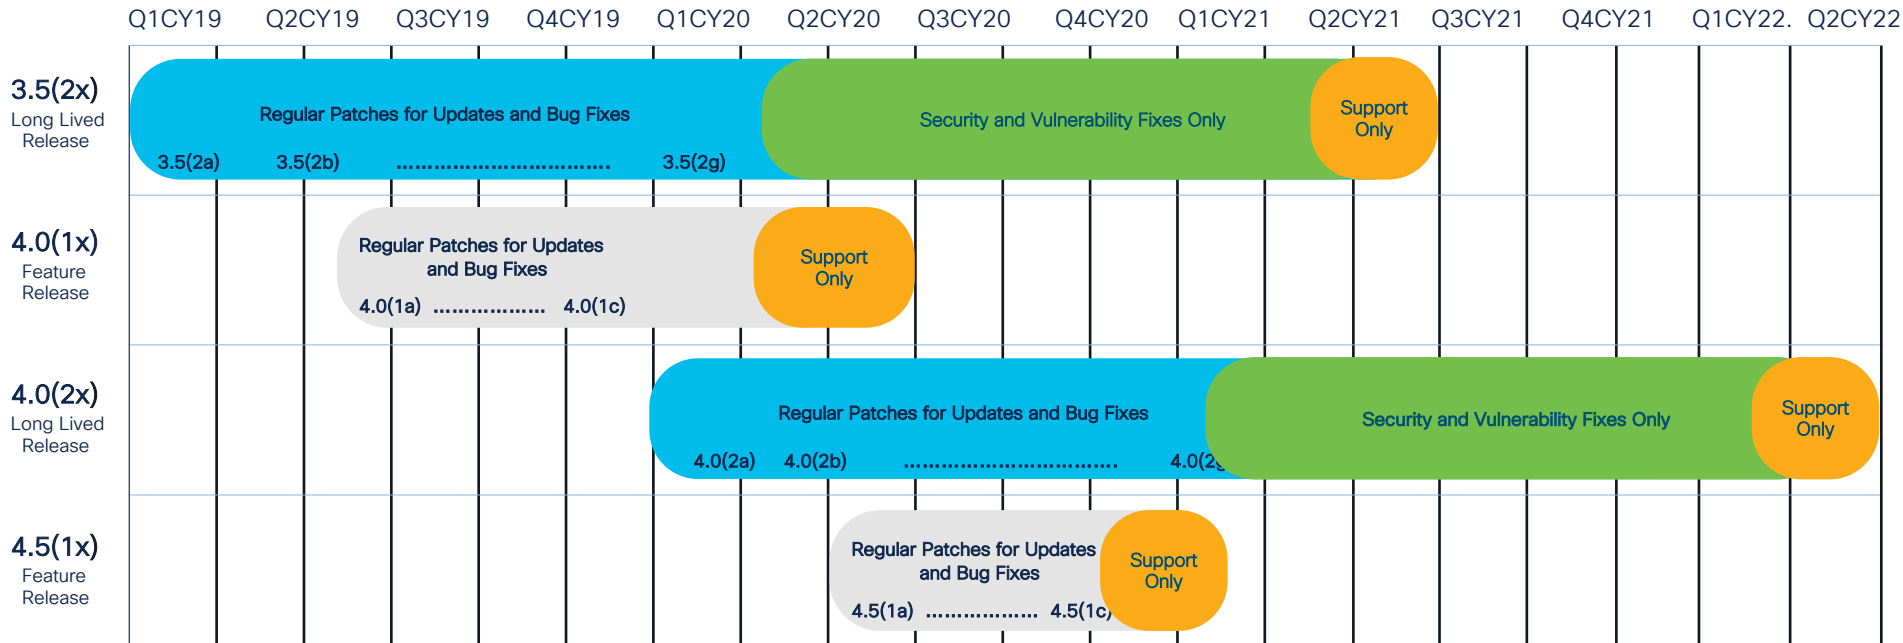 Q1CY19 Q2CY19 Q3CY19 Q4CY19 Q1CY20 Q2CY20 Q3CY20 Q4CY20 Q1CY21 Q2CY21 Q3CY21 Q4CY21 Q1CY22. Q2CY22
3.5(2x)
Long Lived
Release
Regular Patches for Updates and Bug Fixes
3.5(2a) 3.5(2b) .................................. 3.5(2g)
Security and Vulnerability Fixes Only
Support
Only
4.0(1x)
Feature
Release
Regular Patches for Updates
and Bug Fixes
4.0(1a) .................. 4.0(1c)
Support
Only
4.0(2x)
Long Lived
Release
Regular Patches for Updates and Bug Fixes
4.0(2a) 4.0(2b) .................................. 4.0(2g
Security and Vulnerability Fixes Only
Support
Only
4.5(1x)
Feature
Release
Regular Patches for Updates
and Bug Fixes
4.5(1a) .................. 4.5(1c)
Support
Only